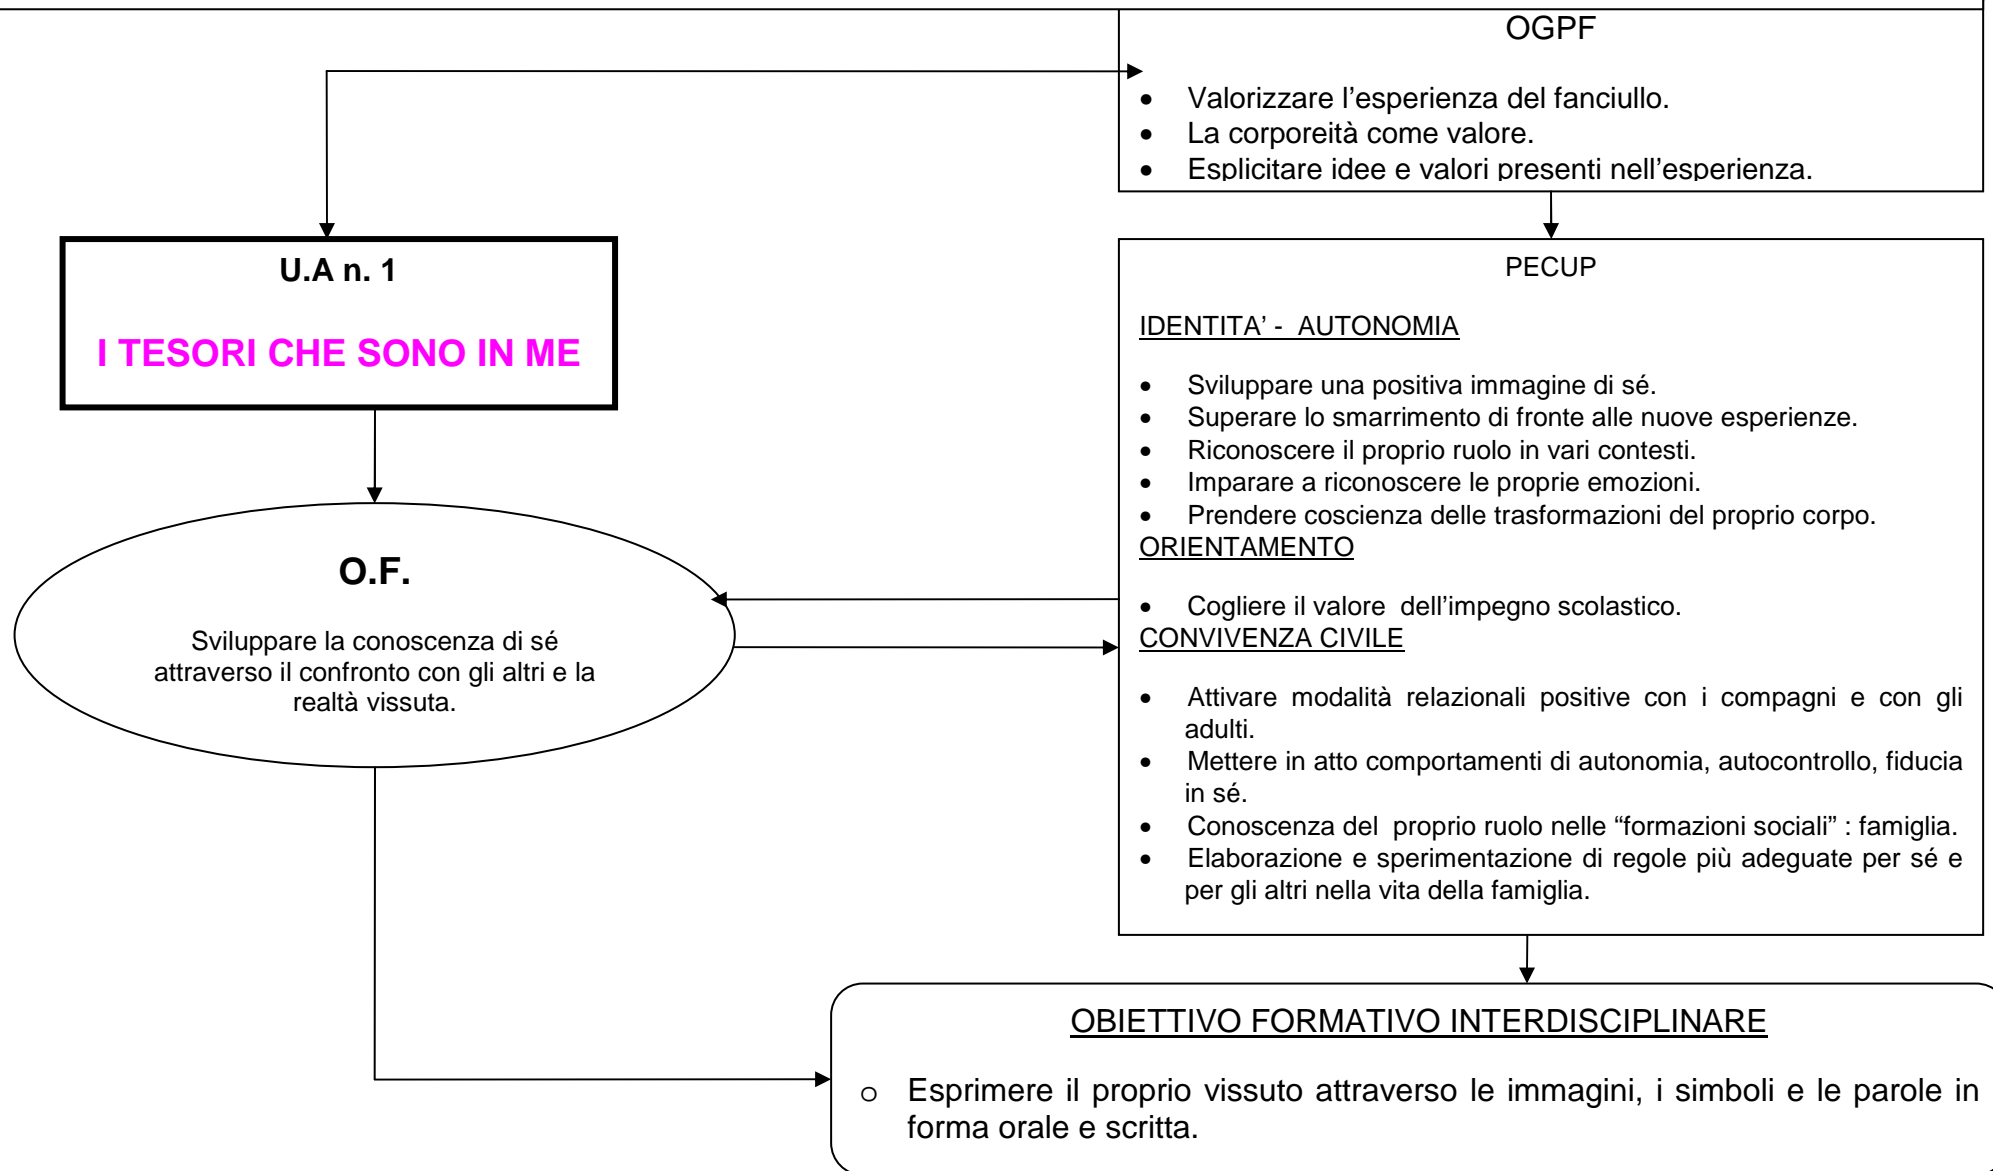 OGPF
• Valorizzare l’esperienza del fanciullo.
• La corporeità come valore.
• Esplicitare idee e valori presenti nell’esperienza.
U.A n. 1
I TESORI CHE SONO IN ME
PECUP
IDENTITA’ - AUTONOMIA
• Sviluppare una positiva immagine di sé.
• Superare lo smarrimento di fronte alle nuove esperienze.
• Riconoscere il proprio ruolo in vari contesti.
• Imparare a riconoscere le proprie emozioni.
• Prendere coscienza delle trasformazioni del proprio corpo.
ORIENTAMENTO
• Cogliere il valore dell’impegno scolastico.
CONVIVENZA CIVILE
• Attivare modalità relazionali positive con i compagni e con gli
adulti.
• Mettere in atto comportamenti di autonomia, autocontrollo, fiducia
in sé.
• Conoscenza del proprio ruolo nelle “formazioni sociali” : famiglia.
• Elaborazione e sperimentazione di regole più adeguate per sé e
per gli altri nella vita della famiglia.
O.F.
Sviluppare la conoscenza di sé
attraverso il confronto con gli altri e la
realtà vissuta.
OBIETTIVO FORMATIVO INTERDISCIPLINARE
o Esprimere il proprio vissuto attraverso le immagini, i simboli e le parole in
forma orale e scritta.